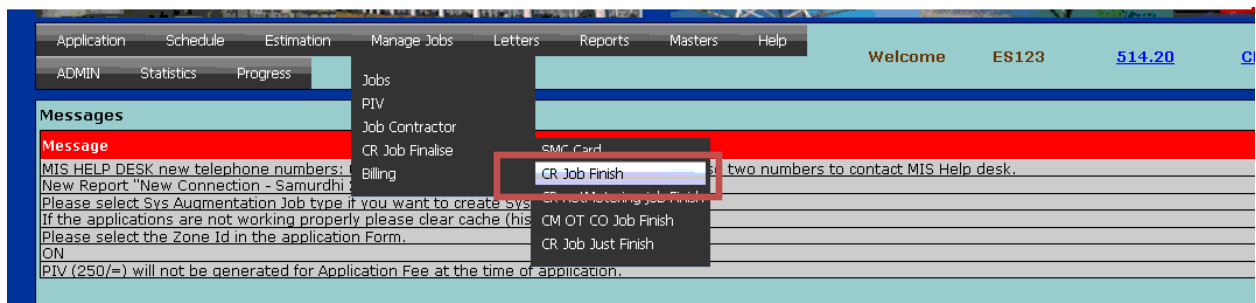 Application Schedule Estimation Manage Jobs Letters Reports Masters Help
Welcome ES123 514.20
ADMIN Statistics Progress
Jobs
PIV
Job Contractor
CR Job Finalise
Billing
SMC Card
CR Job Finish
CM OT CO Job Finish
CR Job Just Finish
Messages
Message
MIS HELP DESK new telephone numbers: two numbers to contact MIS Help desk.
New Report "New Connection - Samurdhi
Please select Sys Augmentation Job type if you want to create Sys
If the applications are not working properly please clear cache (his
Please select the Zone Id in the application Form.
ON
PIV (250/=) will not be generated for Application Fee at the time of application.